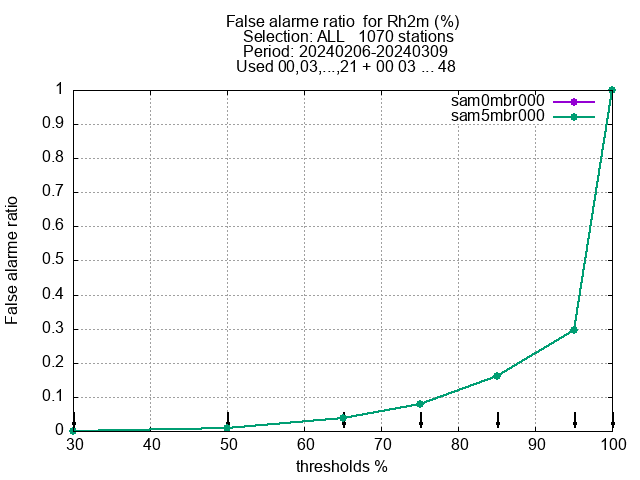 False alarme ratio  for Rh2m (%)
Selection: ALL   1070 stations
Period: 20240206-20240309
Used 00,03,...,21 + 00 03 ... 48
sam0mbr000
sam5mbr000
1
0.9
0.8
0.7
0.6
0.5
0.4
0.3
0.2
0.1
0
False alarme ratio
30 40 50 60 70 80 90 100
thresholds %